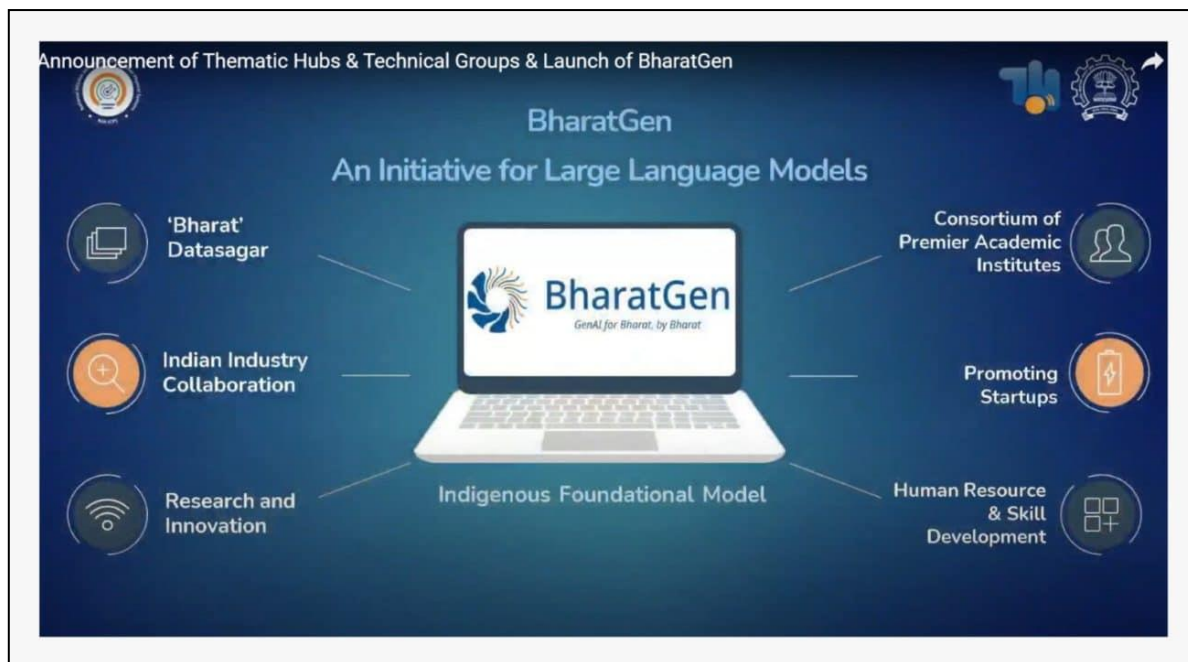 Announcement of Thematic Hubs & Technical Groups & Launch of BharatGen
BharatGen
An Initiative for Large Language Models
'Bharat'
Datasagar
Indian Industry
Collaboration
Research and
Innovation
BharatGen
GenAI for Bharat, by Bharat
Indigenous Foundational Model
Consortium of
Premier Academic
Institutes
Promoting
Startups
Human Resource
& Skill
Development